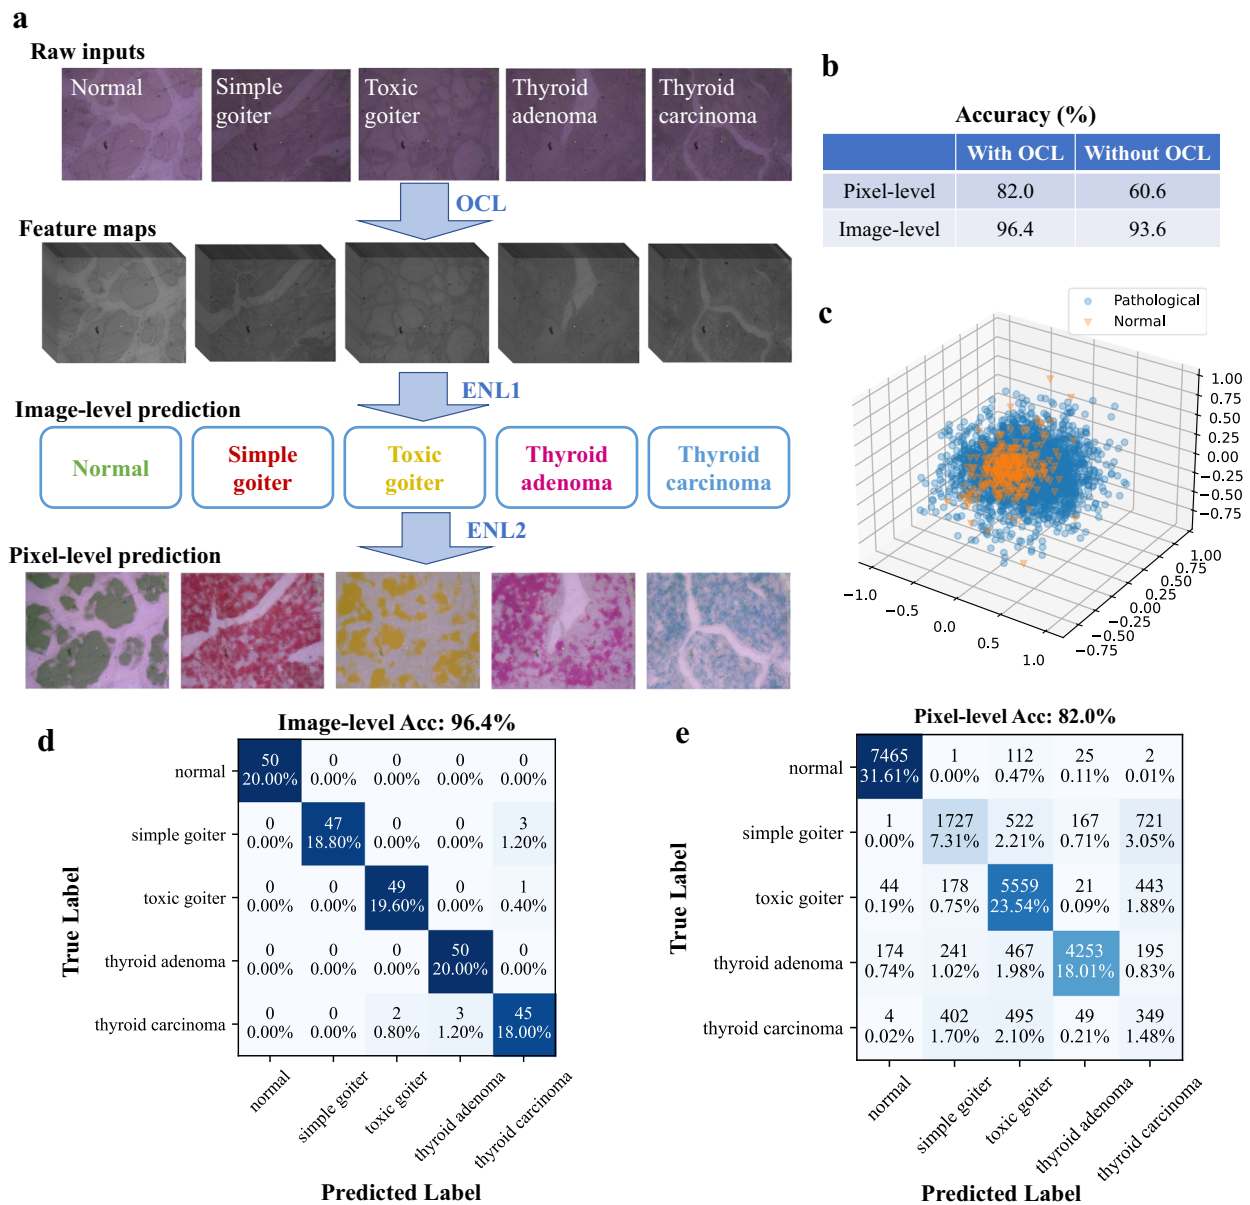 a
Raw inputs
Normal
Simple
goiter
Toxic
goiter
Thyroid
adenoma
Thyroid
carcinoma
OCL
Feature maps
ENL1
Image-level prediction
Normal
Simple
goiter
Toxic
goiter
Thyroid
adenoma
Thyroid
carcinoma
ENL2
Pixel-level prediction
b
Accuracy (%)
With OCL Without OCL
Pixel-level 82.0 60.6
Image-level 96.4 93.6
c
Pathological
Normal
1.00
0.75
0.50
0.25
0.00
−0.25
−0.50
−0.75
1.00
0.75
0.50
0.25
0.00
−0.25
−0.50
−0.75
−1.0
−0.5
0.0
0.5
1.0
d
Image-level Acc: 96.4%
True Label
normal
50 0 0 0 0
20.00% 0.00% 0.00% 0.00% 0.00%
simple goiter
0 47 0 0 3
0.00% 18.80% 0.00% 0.00% 1.20%
toxic goiter
0 0 49 0 1
0.00% 0.00% 19.60% 0.00% 0.40%
thyroid adenoma
0 0 0 50 0
0.00% 0.00% 0.00% 20.00% 0.00%
thyroid carcinoma
0 0 2 3 45
0.00% 0.00% 0.80% 1.20% 18.00%
normal
simple goiter
toxic goiter
thyroid adenoma
thyroid carcinoma
Predicted Label
e
Pixel-level Acc: 82.0%
True Label
normal
7465 1 112 25 2
31.61% 0.00% 0.47% 0.11% 0.01%
simple goiter
1 1727 522 167 721
0.00% 7.31% 2.21% 0.71% 3.05%
toxic goiter
44 178 5559 21 443
0.19% 0.75% 23.54% 0.09% 1.88%
thyroid adenoma
174 241 467 4253 195
0.74% 1.02% 1.98% 18.01% 0.83%
thyroid carcinoma
4 402 495 49 349
0.02% 1.70% 2.10% 0.21% 1.48%
normal
simple goiter
toxic goiter
thyroid adenoma
thyroid carcinoma
Predicted Label